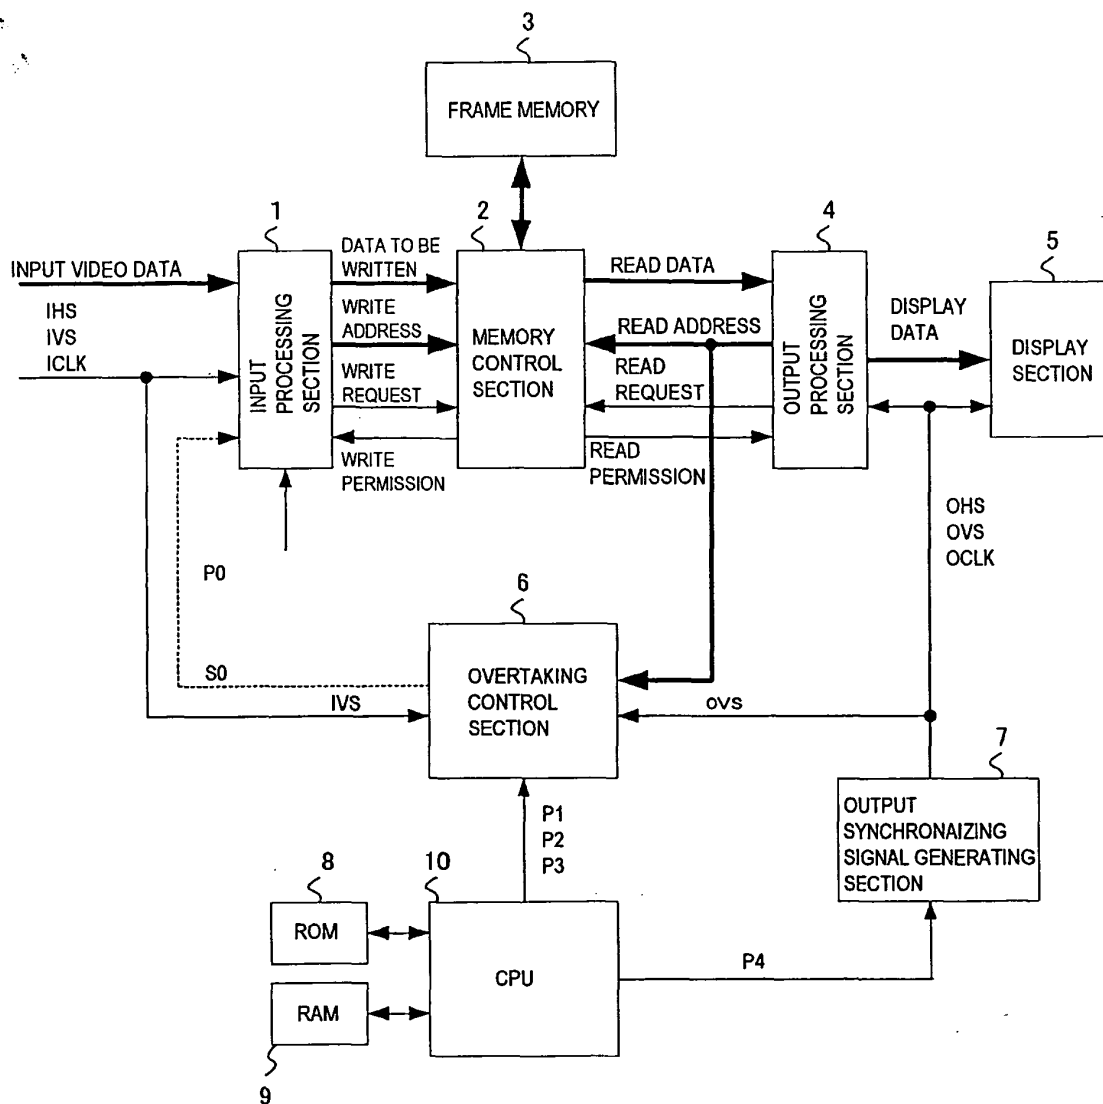 3
FRAME MEMORY
1
2
4
5
DATA TO BE
WRITTEN
INPUT VIDEO DATA
READ DATA
IHS
IVS
ICLK
WRITE
ADDRESS
READ ADDRESS
DISPLAY
DATA
INPUT
PROCESSING
SECTION
MEMORY
CONTROL
SECTION
OUTPUT
PROCESSING
SECTION
DISPLAY
SECTION
WRITE
REQUEST
READ
REQUEST
WRITE
PERMISSION
READ
PERMISSION
OHS
OVS
OCLK
P0
6
S0
IVS
OVERTAKING
CONTROL
SECTION
OVS
7
P1
P2
P3
OUTPUT
SYNCHRONAIZING
SIGNAL GENERATING
SECTION
8
10
ROM
CPU
P4
RAM
9